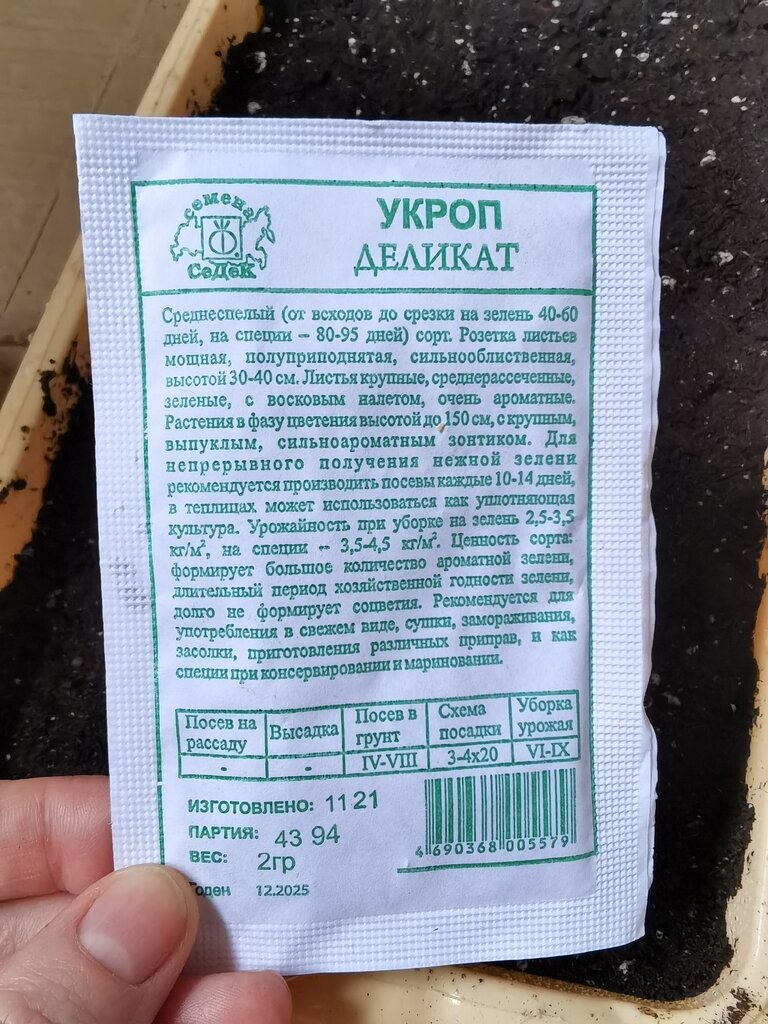 семена
СеДеК
УКРОП
ДЕЛИКАТ
Среднеспелый (от всходов до срезки на зелень 40-60
дней, на специи – 80-95 дней) сорт. Розетка листьев
мощная, полуприподнятая, сильнооблиственная,
высотой 30-40 см. Листья крупные, среднерассеченные,
зеленые, с восковым налетом, очень ароматные.
Растения в фазу цветения высотой до 150 см, с крупным,
выпуклым, сильноароматным зонтиком. Для
непрерывного получения нежной зелени
рекомендуется производить посевы каждые 10-14 дней,
в теплицах может использоваться как уплотняющая
культура. Урожайность при уборке на зелень 2,5-3,5
кг/м², на специи – 3,5-4,5 кг/м². Ценность сорта:
формирует большое количество ароматной зелени,
длительный период хозяйственной годности зелени,
долго не формирует соцветия. Рекомендуется для
употребления в свежем виде, сушки, замораживания,
засолки, приготовления различных приправ, и как
специи при консервировании и мариновании.
Посев на рассаду Высадка Посев в грунт Схема посадки Уборка урожая
- - IV-VIII 3-4х20 VI-IX
ИЗГОТОВЛЕНО: 11 21
ПАРТИЯ: 43 94
ВЕС: 2гр
Годен 12.2025
4 690368 005579